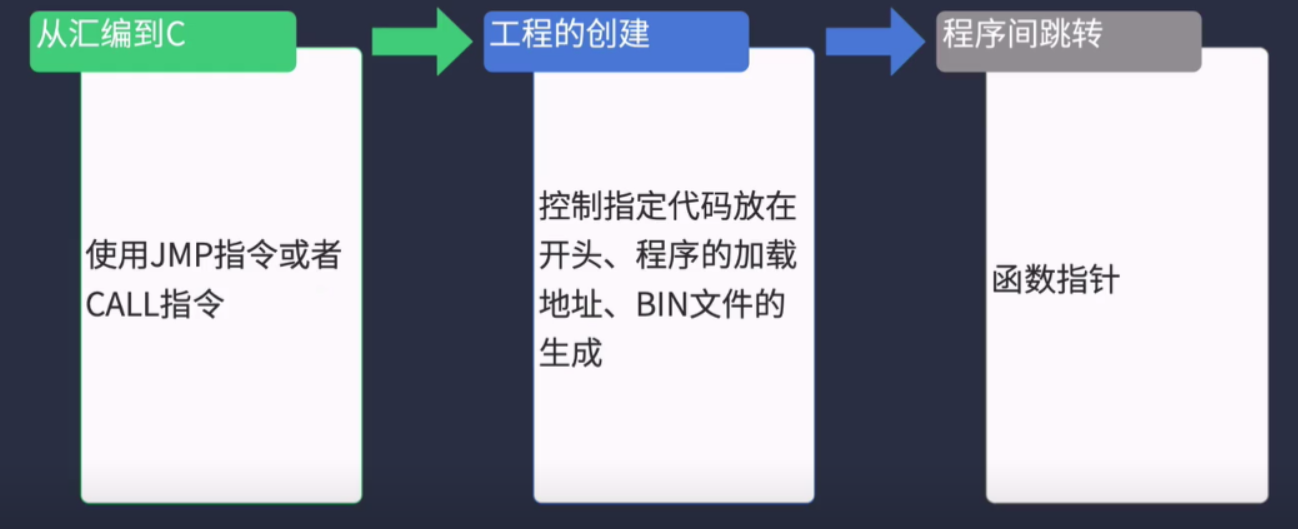 从汇编到C
使用JMP指令或者
CALL指令
工程的创建
控制指定代码放在
开头、程序的加载
地址、BIN文件的
生成
程序间跳转
函数指针